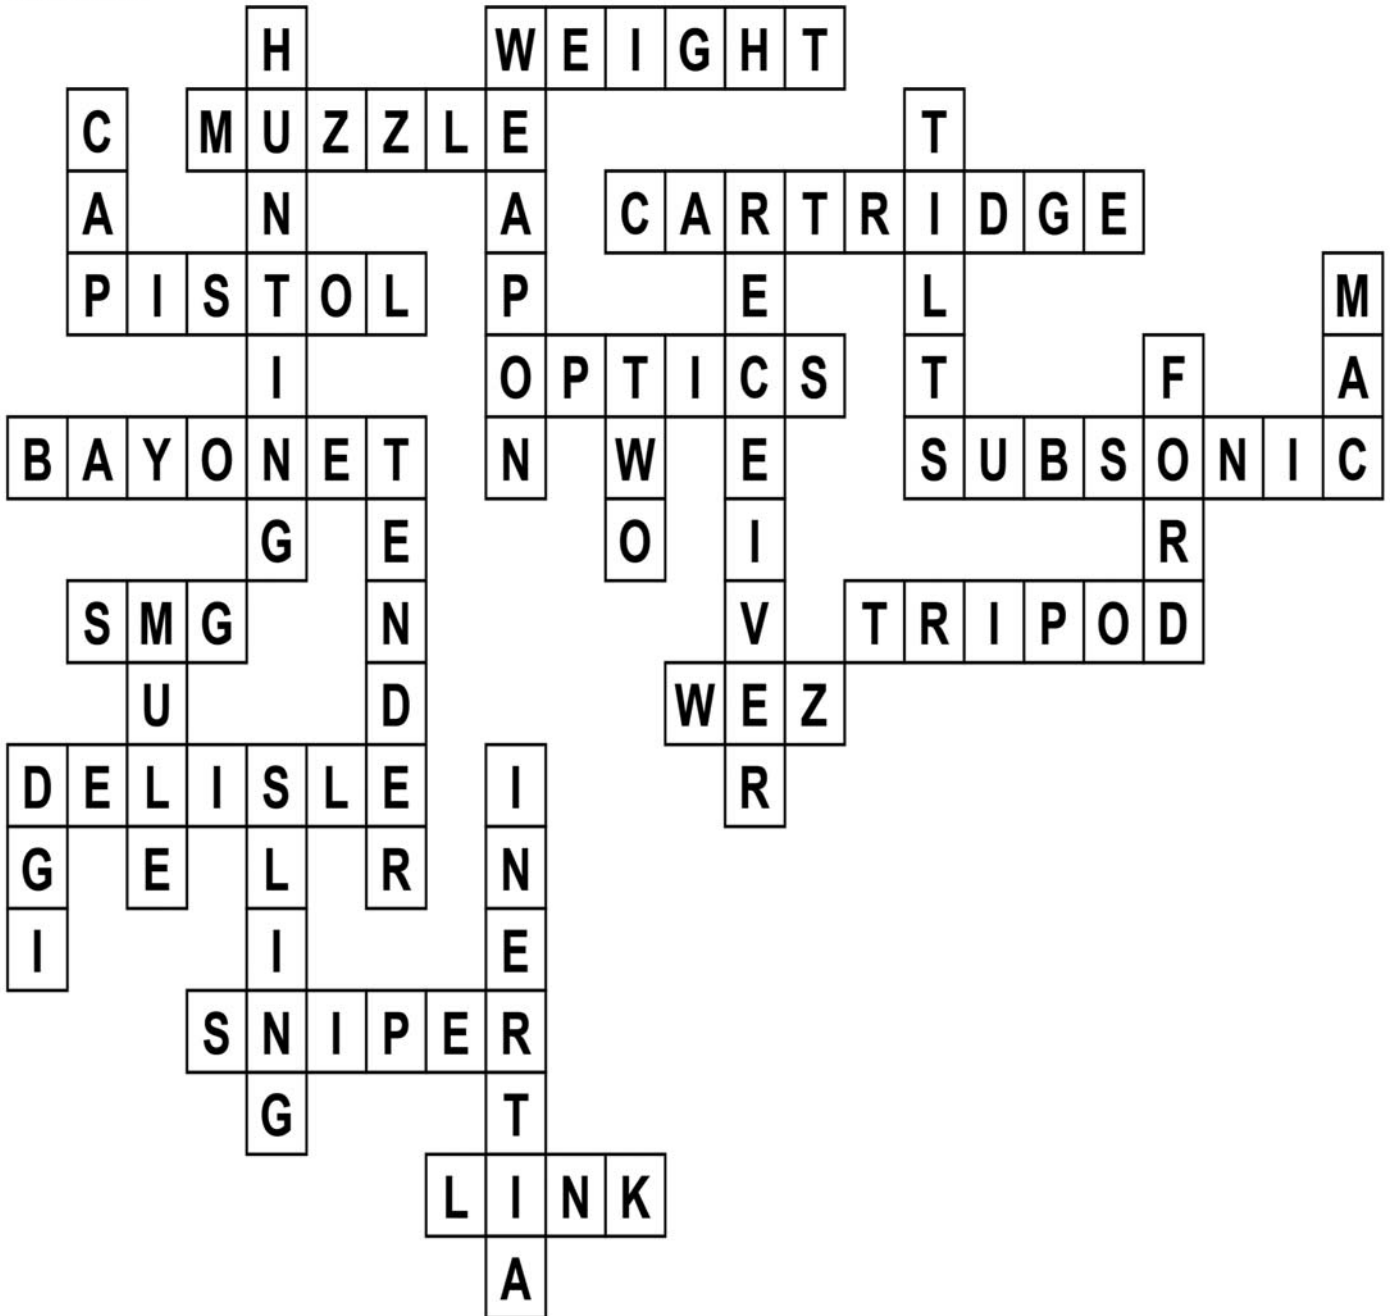 H WEIGHT
C MUZZLE T
A N A CARTRIDGE
PISTOL P E L M
I OPTICS T F A
BAYONET N W E SUBSONIC
G E O I R
SMG N V TRIPOD
U D WEZ
DELISLE I R
G E L R N
I I E
SNIPER
G T
LINK
A